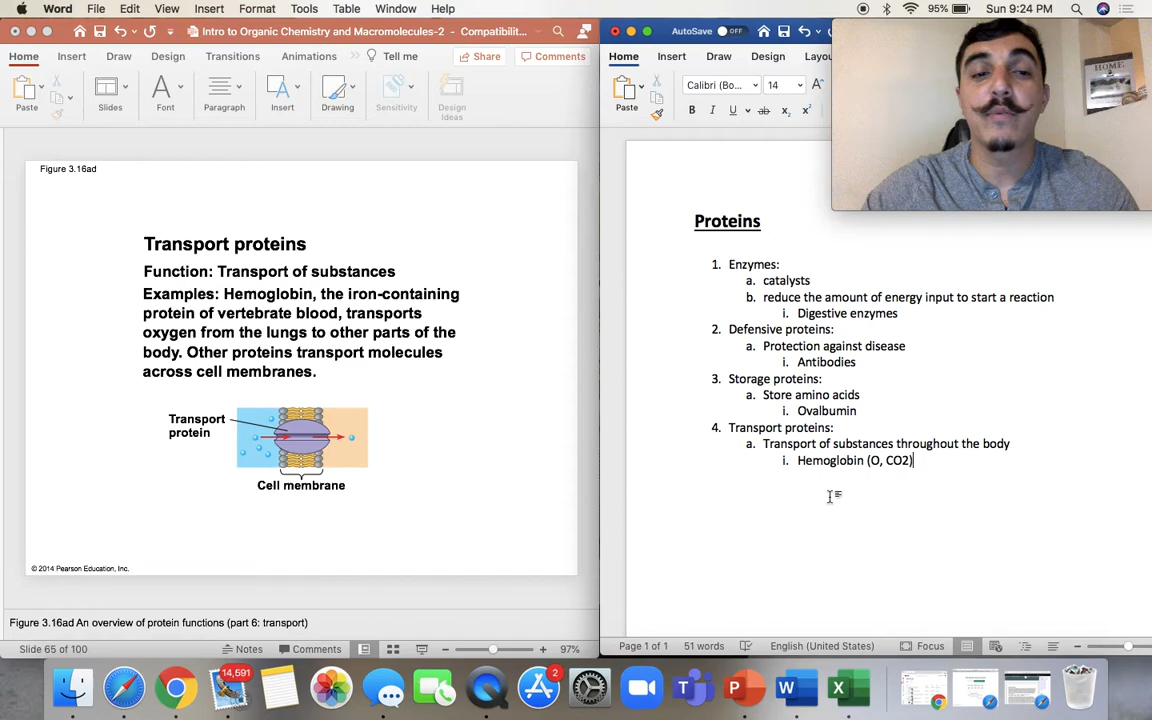 Word File Edit View Insert Format Tools Table Window Help 95% Sun 9:24 PM
Intro to Organic Chemistry and Macromolecules-2 - Compatibilit...
AutoSave OFF
Home Insert Draw Design Transitions Animations Tell me Share Comments
Home Insert Draw Design Layou
Paste Slides Font Paragraph Insert Drawing Sensitivity Design
Ideas
Paste Calibri (Bo... 14
Figure 3.16ad
Transport proteins
Function: Transport of substances
Examples: Hemoglobin, the iron-containing
protein of vertebrate blood, transports
oxygen from the lungs to other parts of the
body. Other proteins transport molecules
across cell membranes.
Transport
protein
Cell membrane
© 2014 Pearson Education, Inc.
Figure 3.16ad An overview of protein functions (part 6: transport)
Slide 65 of 100 Notes Comments 97%
HOME
Proteins
1. Enzymes:
a. catalysts
b. reduce the amount of energy input to start a reaction
i. Digestive enzymes
2. Defensive proteins:
a. Protection against disease
i. Antibodies
3. Storage proteins:
a. Store amino acids
i. Ovalbumin
4. Transport proteins:
a. Transport of substances throughout the body
i. Hemoglobin (O, CO2)
Page 1 of 1 51 words English (United States) Focus
14,691
2